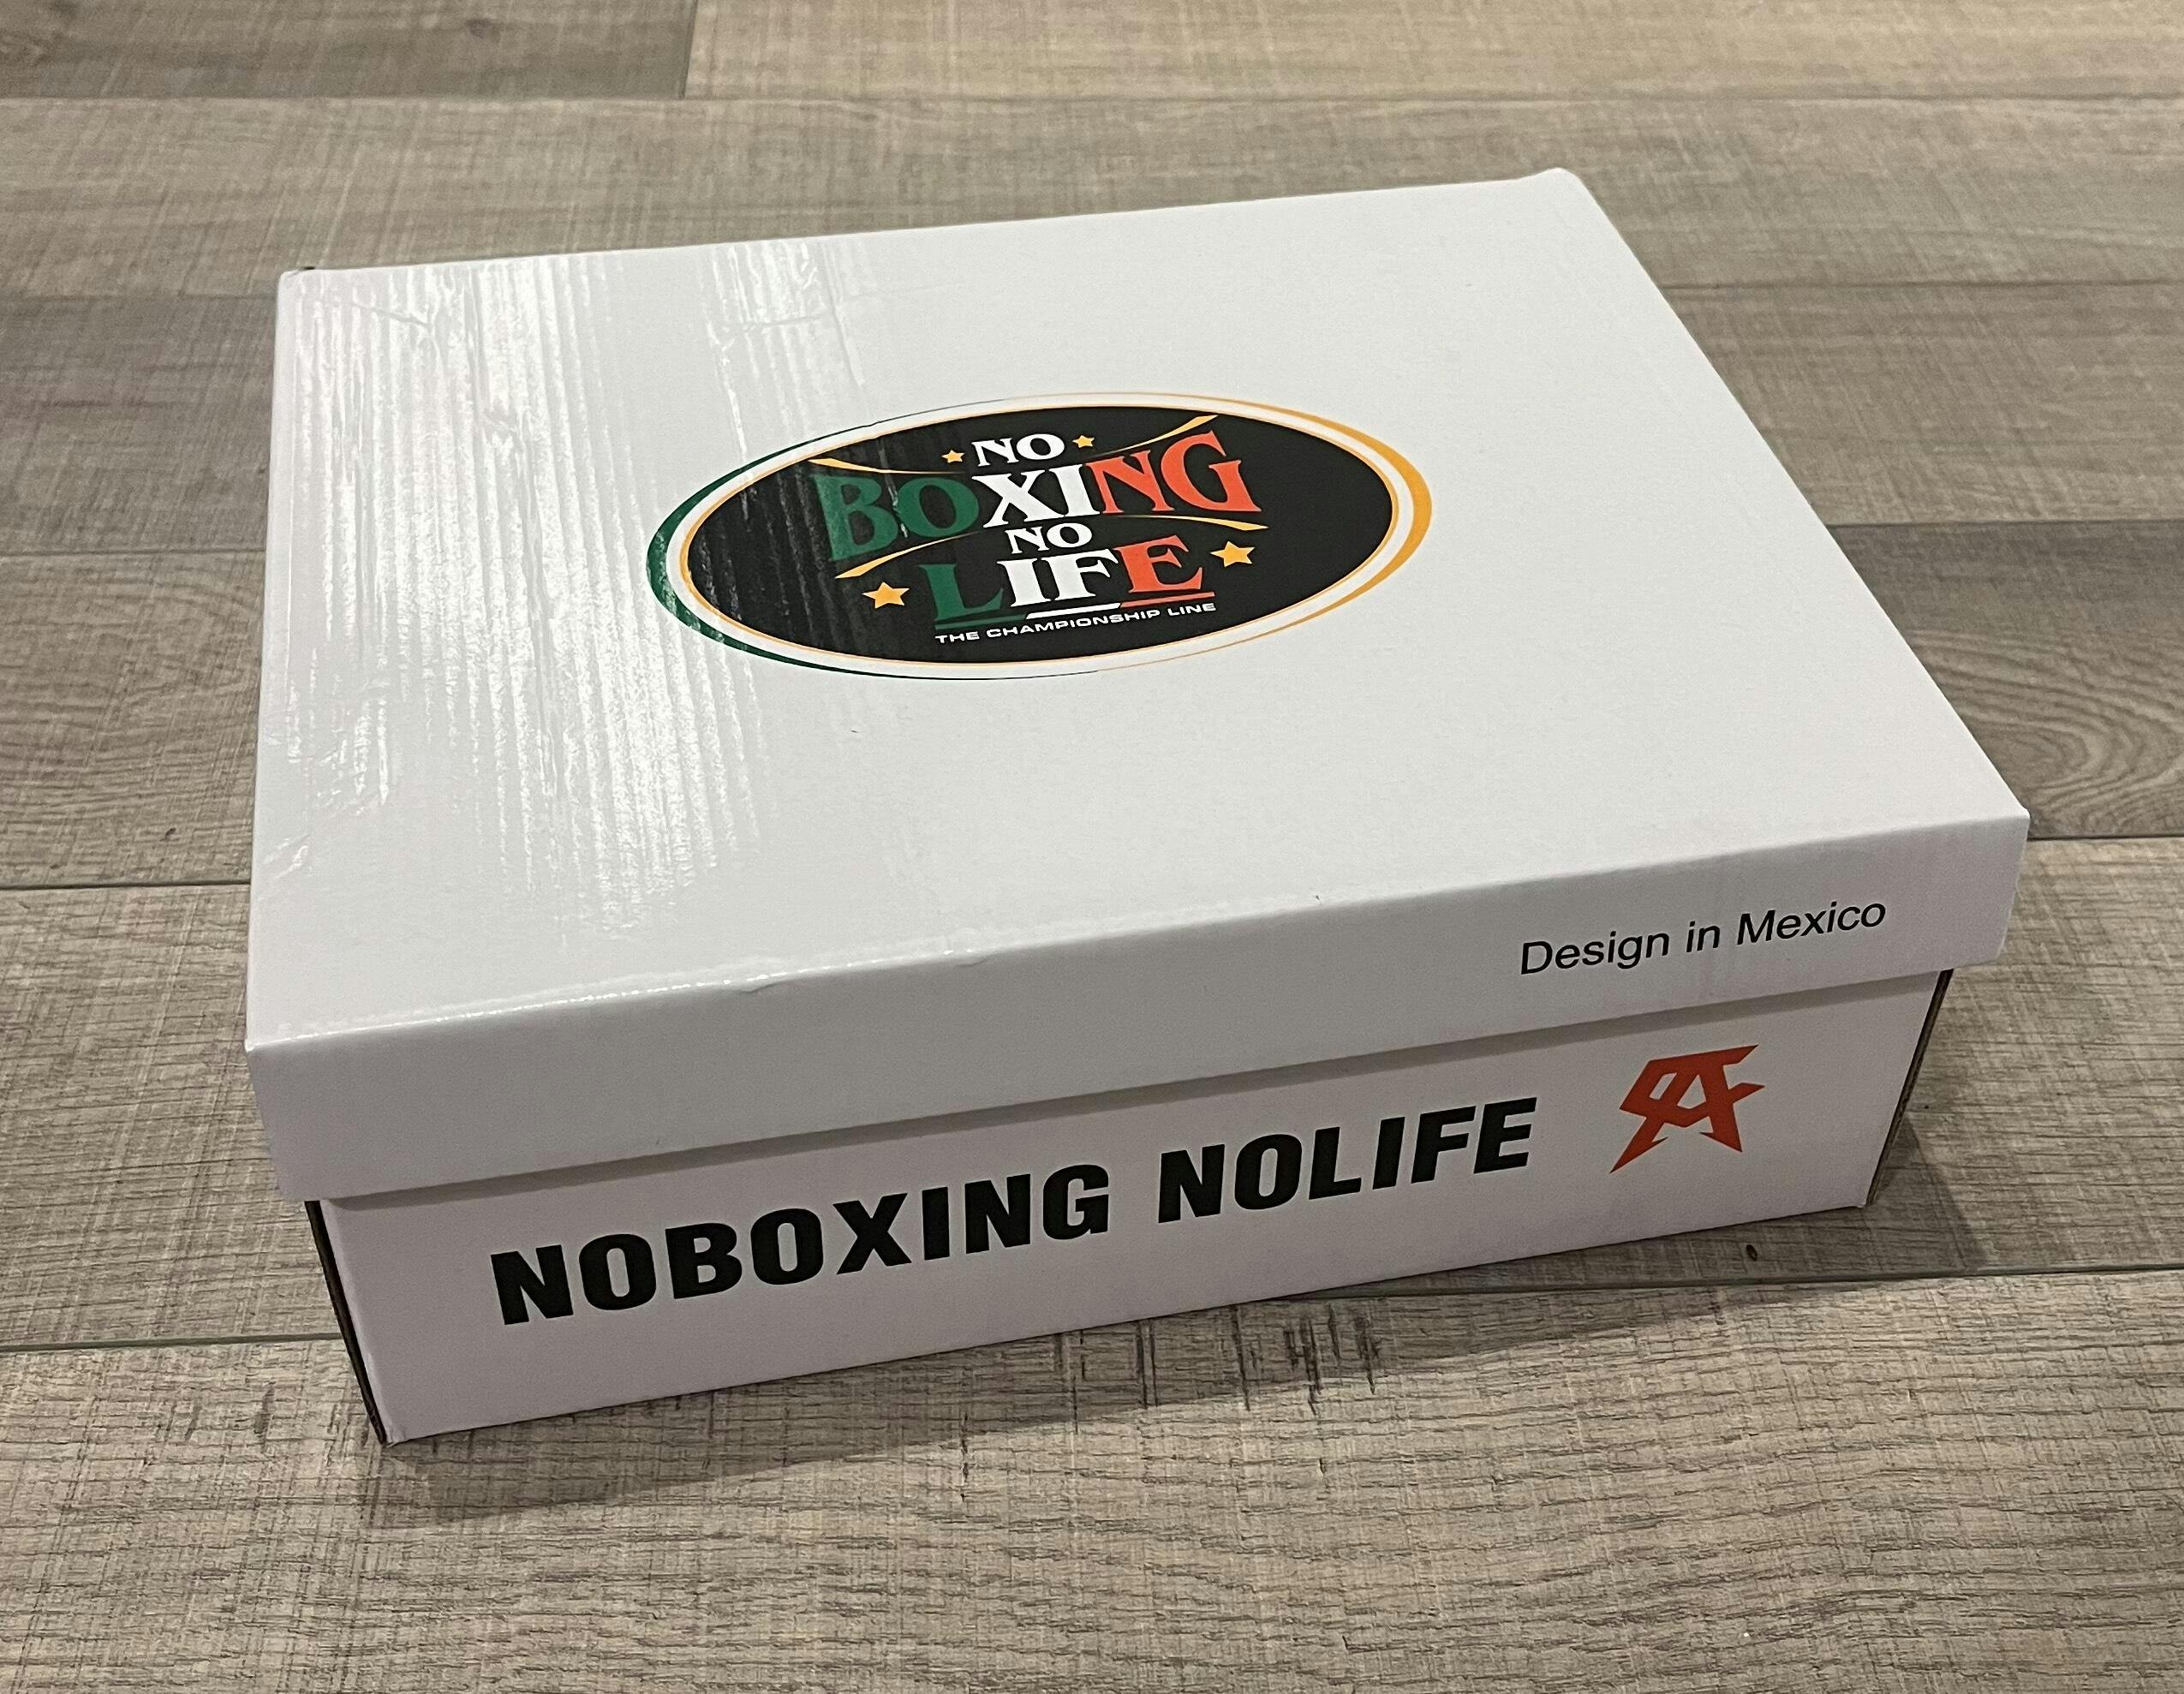 NO
BOXING
NO
LIFE
THE CHAMPIONSHIP LINE
Design in Mexico
NOBOXING NOLIFE